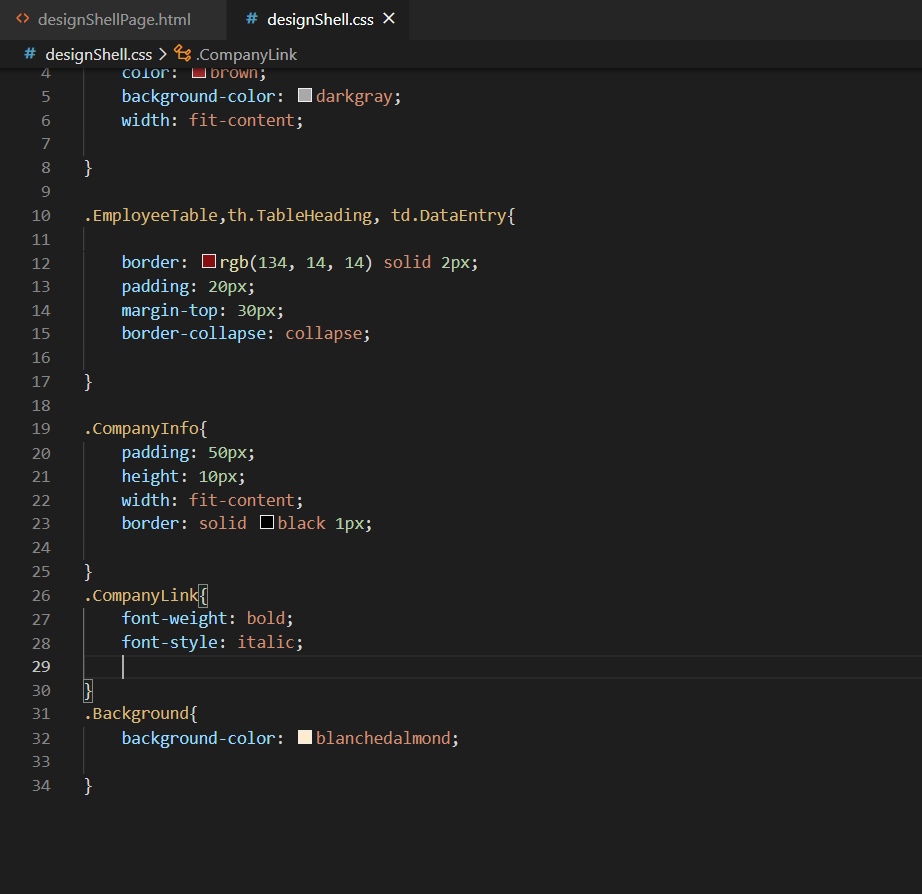 designShellPage.html
designShell.css
designShell.css > .CompanyLink
4 color: brown;
5 background-color: darkgray;
6 width: fit-content;
7
8 }
9
10 .EmployeeTable,th.TableHeading, td.DataEntry{
11
12 border: rgb(134, 14, 14) solid 2px;
13 padding: 20px;
14 margin-top: 30px;
15 border-collapse: collapse;
16
17 }
18
19 .CompanyInfo{
20 padding: 50px;
21 height: 10px;
22 width: fit-content;
23 border: solid black 1px;
24
25 }
26 .CompanyLink{
27 font-weight: bold;
28 font-style: italic;
29
30 }
31 .Background{
32 background-color: blanchedalmond;
33
34 }